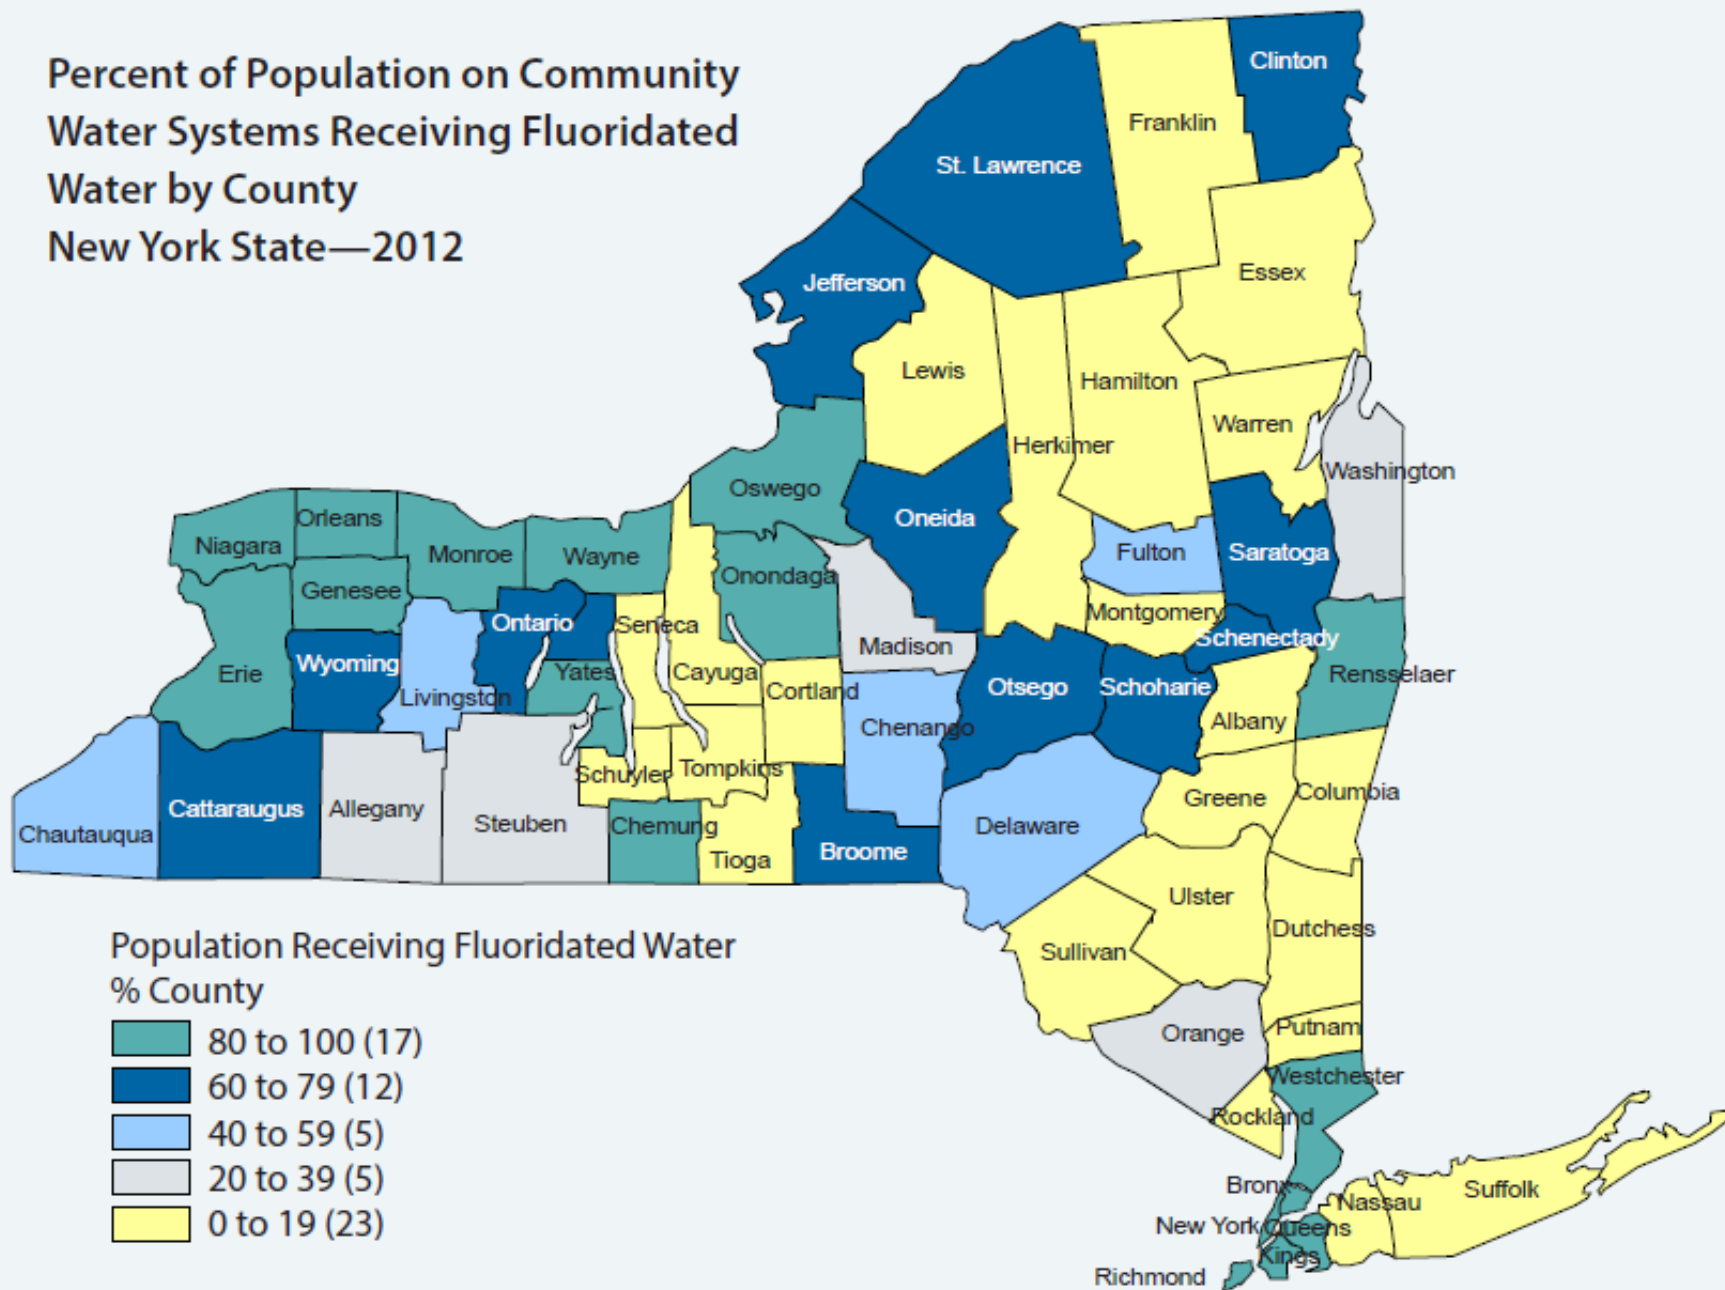 Percent of Population on Community
Water Systems Receiving Fluoridated
Water by County
New York State—2012
Clinton
Franklin
St. Lawrence
Essex
Jefferson
Lewis
Hamilton
Warren
Herkimer
Washington
Oswego
Oneida
Orleans
Niagara
Monroe
Wayne
Fulton
Saratoga
Onondaga
Genesee
Montgomery
Ontario
Seneca
Schenectady
Madison
Wyoming
Erie
Yates
Cayuga
Rensselaer
Livingston
Cortland
Otsego
Schoharie
Albany
Chenango
Schuyler
Tompkins
Greene
Columbia
Cattaraugus
Allegany
Steuben
Chemung
Delaware
Chautauqua
Tioga
Broome
Ulster
Dutchess
Sullivan
Orange
Putnam
Westchester
Rockland
Bronx
Nassau
Suffolk
New York
Queens
Kings
Richmond
Population Receiving Fluoridated Water
% County
80 to 100 (17)
60 to 79 (12)
40 to 59 (5)
20 to 39 (5)
0 to 19 (23)